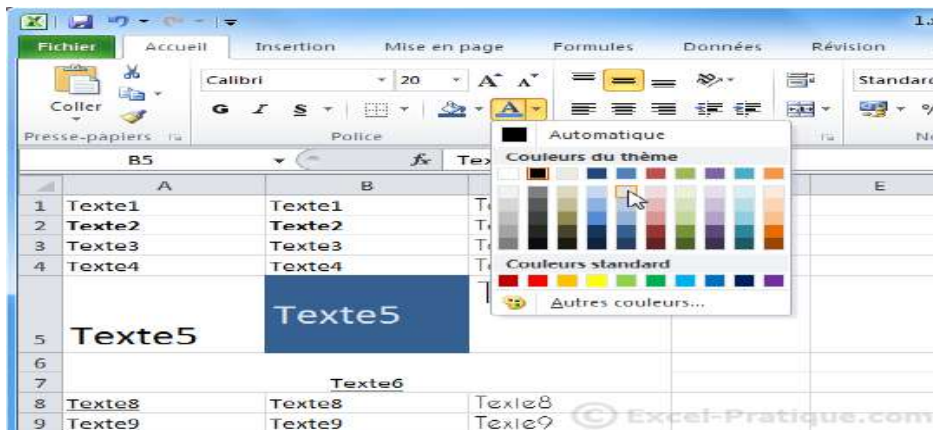 Fichier Accueil Insertion Mise en page Formules Données Révision
Calibri 20 A A Standard
Coller G I S A
Presse-papiers Police
Automatique
B5 fx
Couleurs du thème
A B E
1 Texte1 Texte1
2 Texte2 Texte2
3 Texte3 Texte3
4 Texte4 Texte4
Couleurs standard
Autres couleurs...
5 Texte5 Texte5
6
7 Texte6
8 Texte8 Texte8 Texte8
9 Texte9 Texte9 Texte9
© Excel-Pratique.com